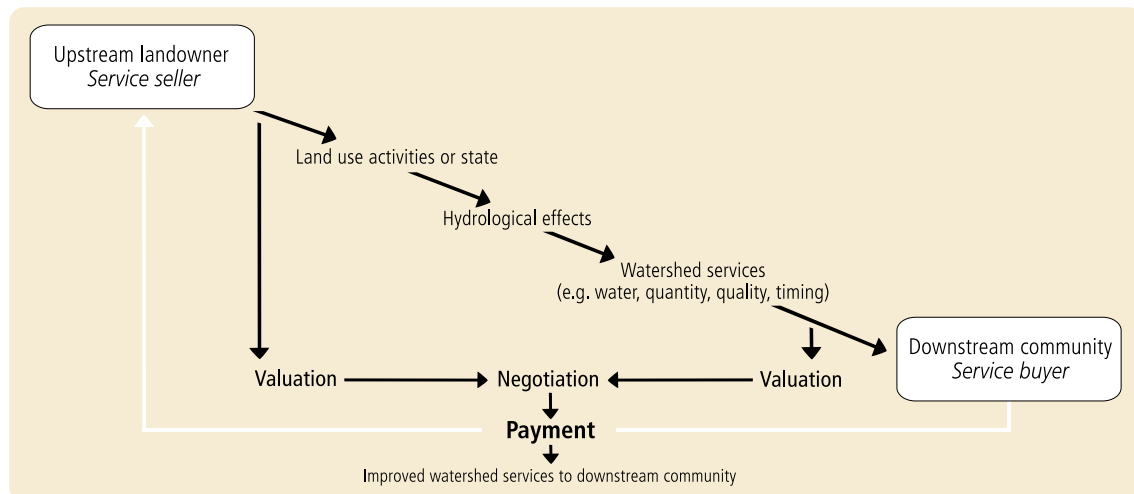 Upstream landowner
Service seller
Land use activities or state
Hydrological effects
Watershed services
(e.g. water, quantity, quality, timing)
Downstream community
Service buyer
Valuation
Negotiation
Valuation
Payment
Improved watershed services to downstream community